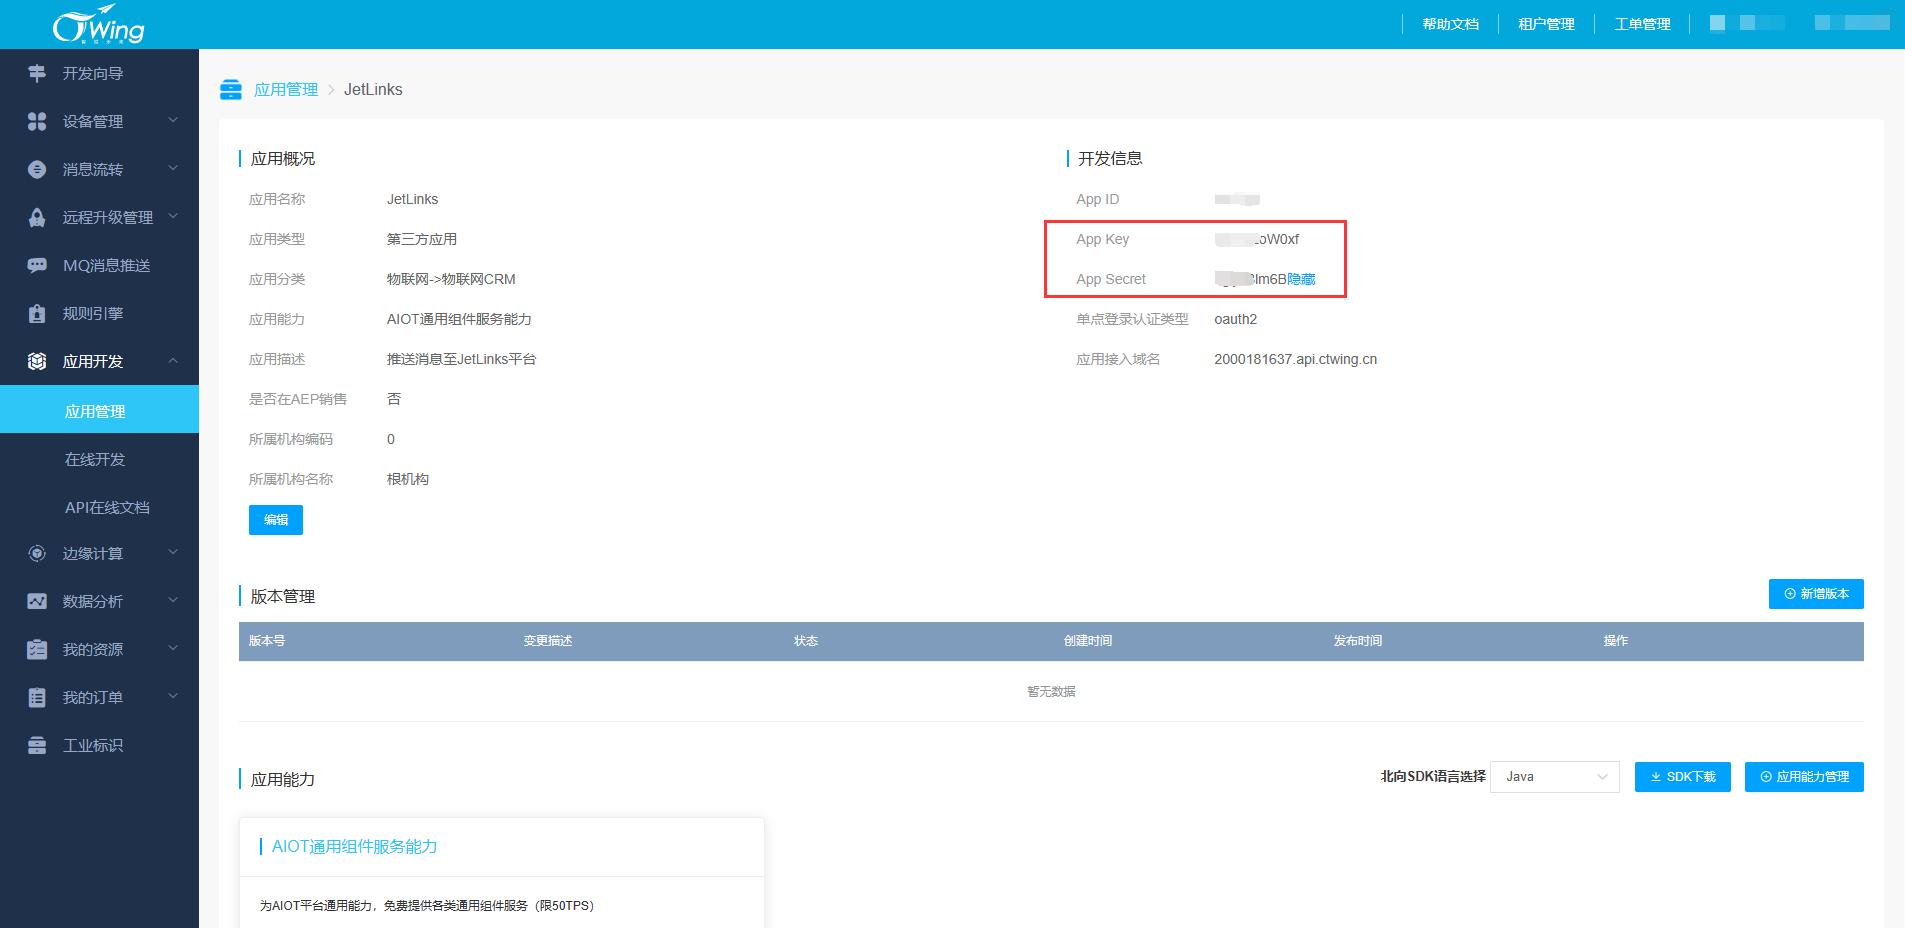 CTWing
帮助文档
租户管理
工单管理
开发向导
设备管理
消息流转
远程升级管理
MQ消息推送
规则引擎
应用开发
应用管理
在线开发
API在线文档
边缘计算
数据分析
我的资源
我的订单
工业标识
应用管理 > JetLinks
应用概况
应用名称 JetLinks
应用类型 第三方应用
应用分类 物联网->物联网CRM
应用能力 AIOT通用组件服务能力
应用描述 推送消息至JetLinks平台
是否在AEP销售 否
所属机构编码 0
所属机构名称 根机构
编辑
开发信息
App ID
App Key oW0xf
App Secret lm6B隐藏
单点登录认证类型 oauth2
应用接入域名 2000181637.api.ctwing.cn
版本管理
新增版本
版本号 变更描述 状态 创建时间 发布时间 操作
暂无数据
应用能力
北向SDK语言选择 Java SDK下载 应用能力管理
AIOT通用组件服务能力
为AIOT平台通用能力，免费提供各类通用组件服务（限50TPS）